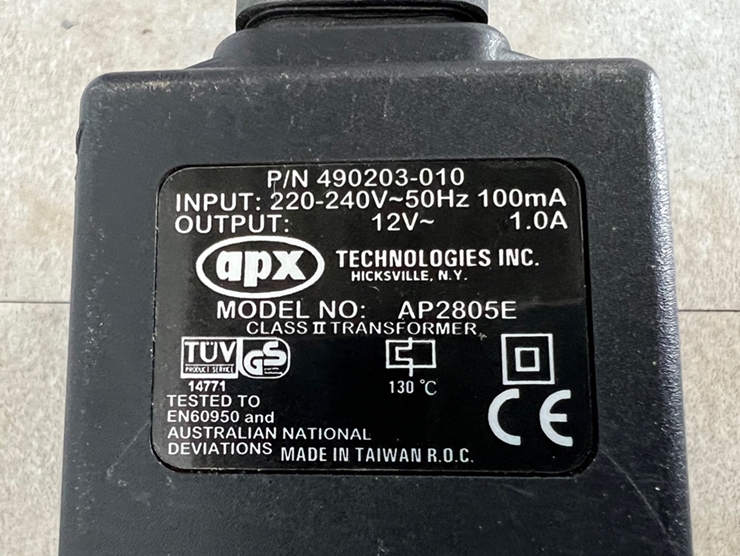 P/N 490203-010
INPUT: 220-240V~50Hz 100mA
OUTPUT: 12V~ 1.0A
apx TECHNOLOGIES INC.
HICKSVILLE, N.Y.
MODEL NO: AP2805E
CLASS II TRANSFORMER
TÜV GS
PRODUCT SERVICE
14771
130 °C
TESTED TO
EN60950 and
AUSTRALIAN NATIONAL
DEVIATIONS MADE IN TAIWAN R.O.C.
CE